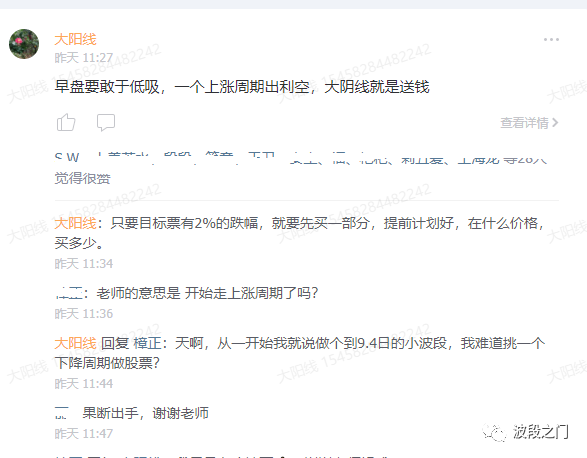 大阳线
昨天 11:27
早盘要敢于低吸，一个上涨周期出利空，大阴线就是送钱
查看详情
觉得很赞
大阳线：只要目标票有2%的跌幅，就要先买一部分，提前计划好，在什么价格，
买多少。
昨天 11:34
：老师的意思是 开始走上涨周期了吗？
昨天 11:36
大阳线 回复 樟正：天啊，从一开始我就说做个到9.4日的小波段，我难道挑一个
下降周期做股票？
昨天 11:44
果断出手，谢谢老师
昨天 11:47
波段之门
大阳线 15458284482242